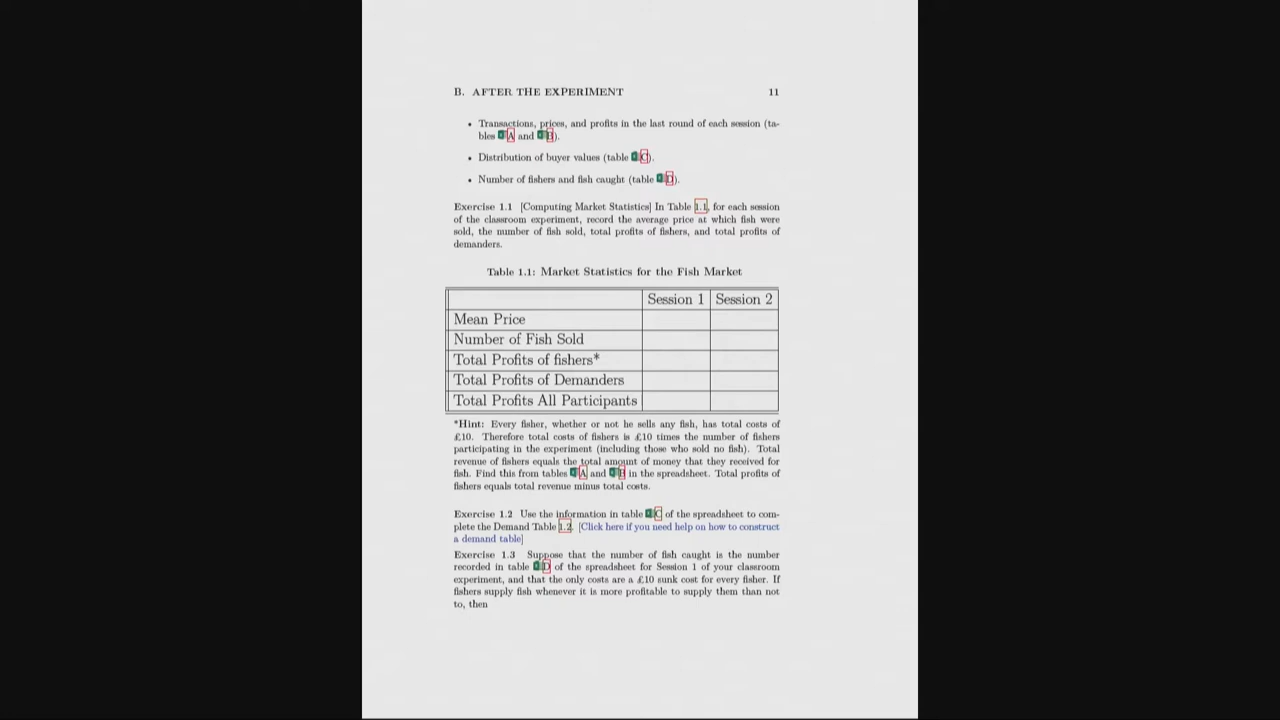 B. AFTER THE EXPERIMENT 11
• Transactions, prices, and profits in the last round of each session (ta-
bles A and B).
• Distribution of buyer values (table C).
• Number of fishers and fish caught (table D).
Exercise 1.1 [Computing Market Statistics] In Table 1.1, for each session
of the classroom experiment, record the average price at which fish were
sold, the number of fish sold, total profits of fishers, and total profits of
demanders.
Table 1.1: Market Statistics for the Fish Market
Session 1 Session 2
Mean Price
Number of Fish Sold
Total Profits of fishers*
Total Profits of Demanders
Total Profits All Participants
*Hint: Every fisher, whether or not he sells any fish, has total costs of
£10. Therefore total costs of fishers is £10 times the number of fishers
participating in the experiment (including those who sold no fish). Total
revenue of fishers equals the total amount of money that they received for
fish. Find this from tables A and B in the spreadsheet. Total profits of
fishers equals total revenue minus total costs.
Exercise 1.2 Use the information in table C of the spreadsheet to com-
plete the Demand Table 1.2. [Click here if you need help on how to construct
a demand table]
Exercise 1.3 Suppose that the number of fish caught is the number
recorded in table D of the spreadsheet for Session 1 of your classroom
experiment, and that the only costs are a £10 sunk cost for every fisher. If
fishers supply fish whenever it is more profitable to supply them than not
to, then